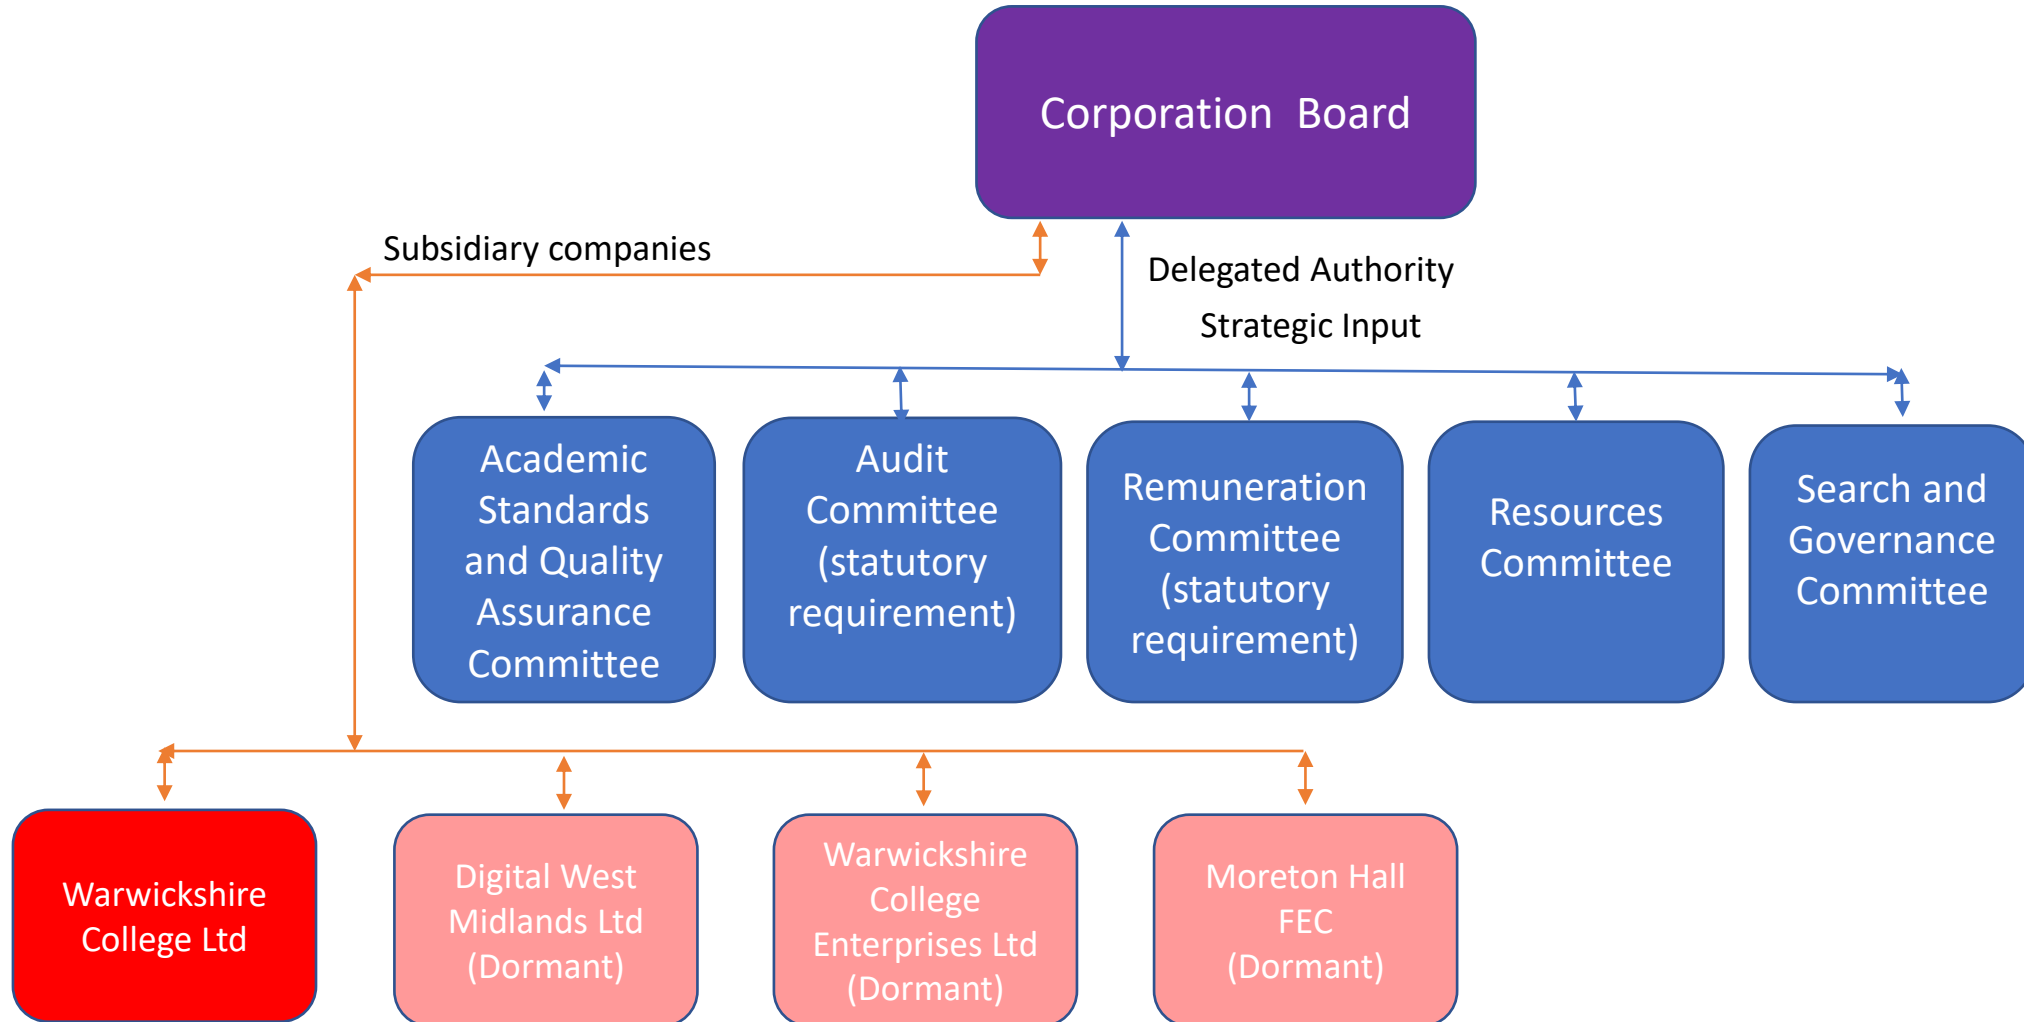 Corporation  Board
Subsidiary companies
Delegated Authority
Strategic Input
Academic
Standards
and Quality
Assurance
Committee
Audit
Committee
(statutory
requirement)
Remuneration
Committee
(statutory
requirement)
Resources
Committee
Search and
Governance
Committee
Warwickshire
College Ltd
Digital West
Midlands Ltd
(Dormant)
Warwickshire
College
Enterprises Ltd
(Dormant)
Moreton Hall
FEC
(Dormant)